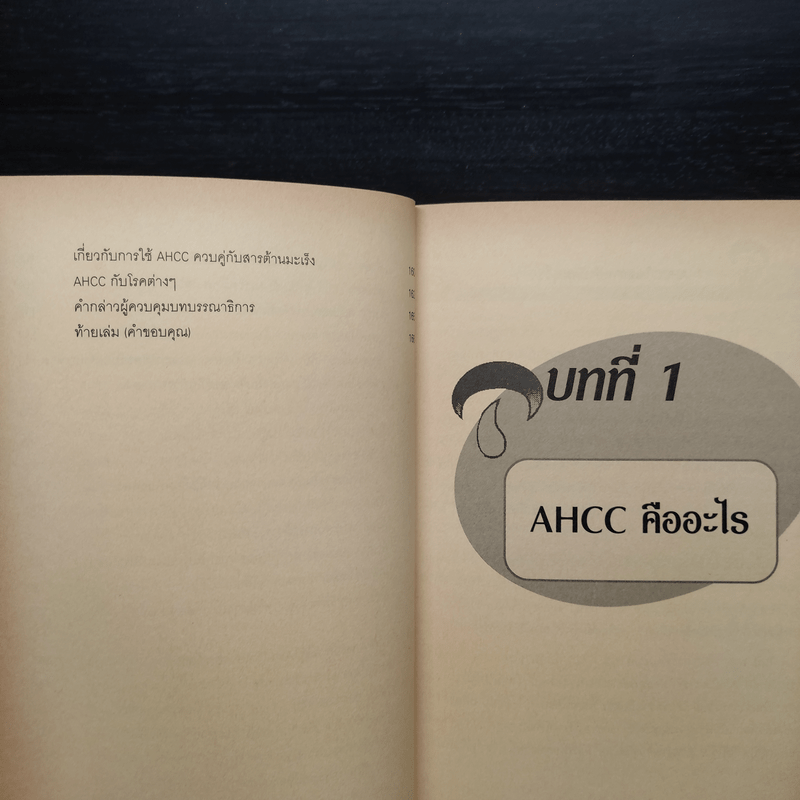 เกี่ยวกับการใช้ AHCC ควบคู่กับสารต้านมะเร็ง
AHCC กับโรคต่างๆ
คำกล่าวผู้ควบคุมบทบรรณาธิการ
ท้ายเล่ม (คำขอบคุณ)
บทที่ 1
AHCC คืออะไร